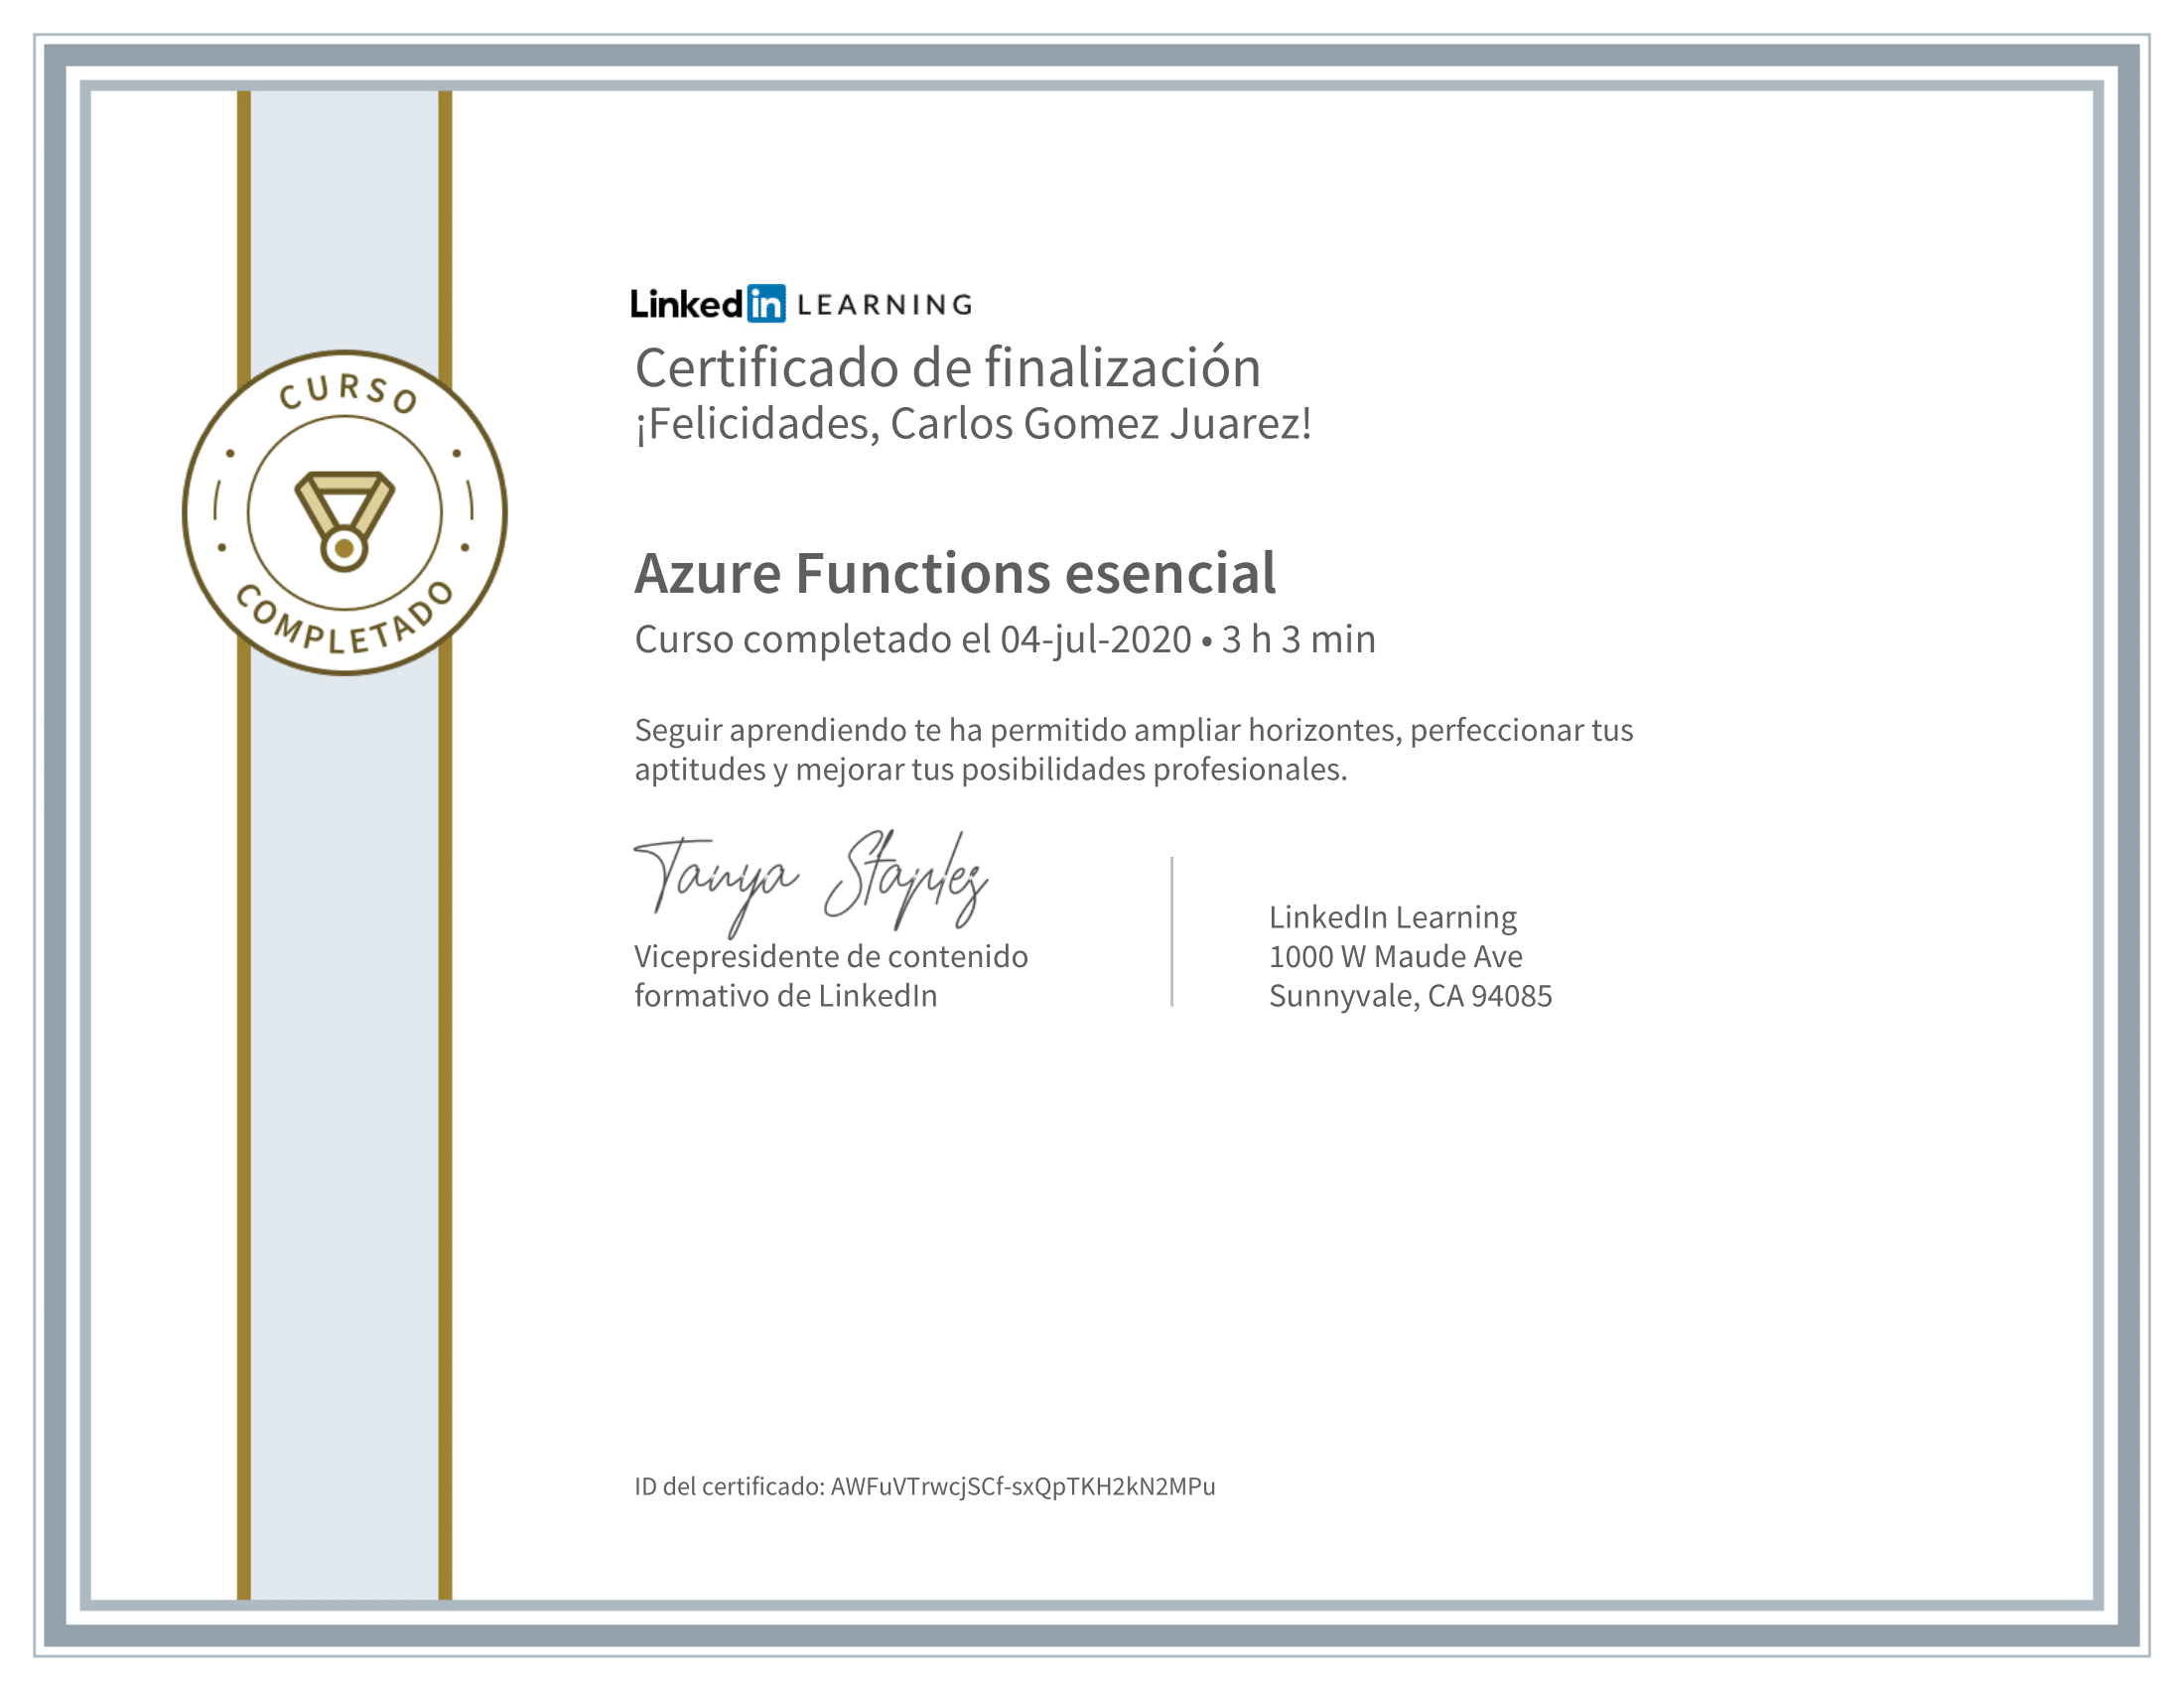 LinkedIn LEARNING
Certificado de finalización
¡Felicidades, Carlos Gomez Juarez!
CURSO
COMPLETADO
Azure Functions esencial
Curso completado el 04-jul-2020 • 3 h 3 min
Seguir aprendiendo te ha permitido ampliar horizontes, perfeccionar tus
aptitudes y mejorar tus posibilidades profesionales.
Tanya Staples
Vicepresidente de contenido
formativo de LinkedIn
LinkedIn Learning
1000 W Maude Ave
Sunnyvale, CA 94085
ID del certificado: AWFuVTrwcjSCf-sxQpTKH2kN2MPu